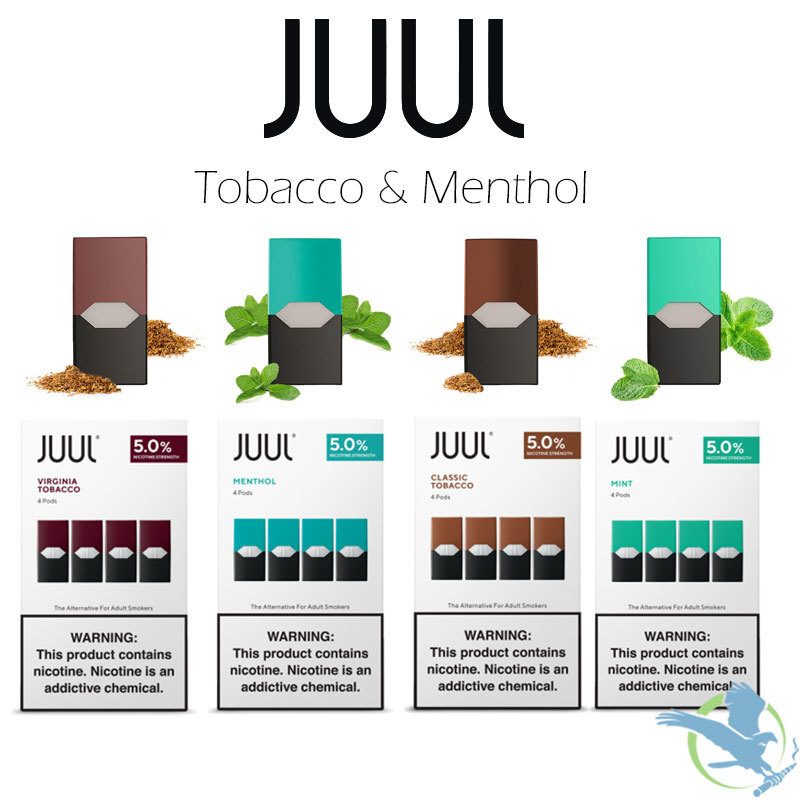 JUUL
Tobacco & Menthol
JUUL®
5.0%
NICOTINE STRENGTH
VIRGINIA
TOBACCO
4 Pods
The Alternative For Adult Smokers
WARNING:
This product contains
nicotine. Nicotine is an
addictive chemical.
JUUL®
5.0%
NICOTINE STRENGTH
MENTHOL
4 Pods
The Alternative For Adult Smokers
WARNING:
This product contains
nicotine. Nicotine is an
addictive chemical.
JUUL®
5.0%
NICOTINE STRENGTH
CLASSIC
TOBACCO
4 Pods
The Alternative For Adult Smokers
WARNING:
This product contains
nicotine. Nicotine is an
addictive chemical.
JUUL®
5.0%
NICOTINE STRENGTH
MINT
4 Pods
The Alternative For Adult Smokers
WARNING:
This product contains
nicotine. Nicotine is an
addictive chemical.